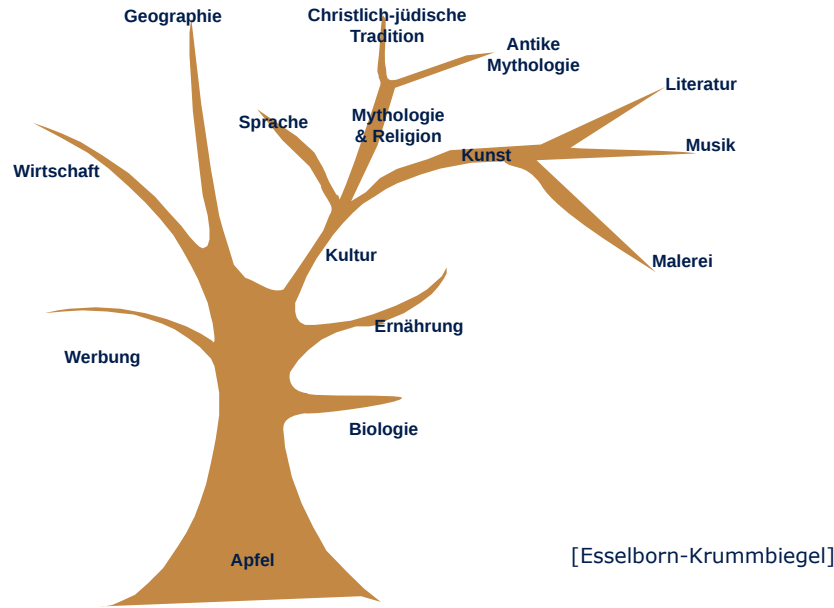 Geographie
Christlich-jüdische
Tradition
Antike
Mythologie
Literatur
Sprache
Mythologie
& Religion
Kunst
Musik
Wirtschaft
Kultur
Malerei
Ernährung
Werbung
Biologie
Apfel
[Esselborn-Krummbiegel]